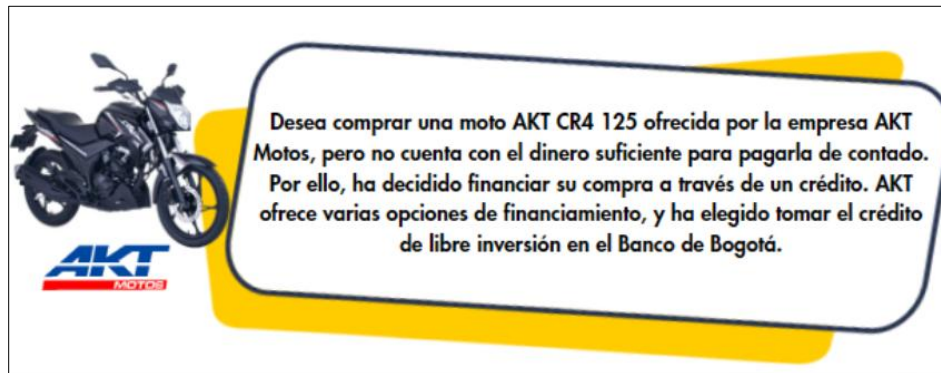 Desea comprar una moto AKT CR4 125 ofrecida por la empresa AKT
Motos, pero no cuenta con el dinero suficiente para pagarla de contado.
Por ello, ha decidido financiar su compra a través de un crédito. AKT
ofrece varias opciones de financiamiento, y ha elegido tomar el crédito
de libre inversión en el Banco de Bogotá.
AKT
MOTOS